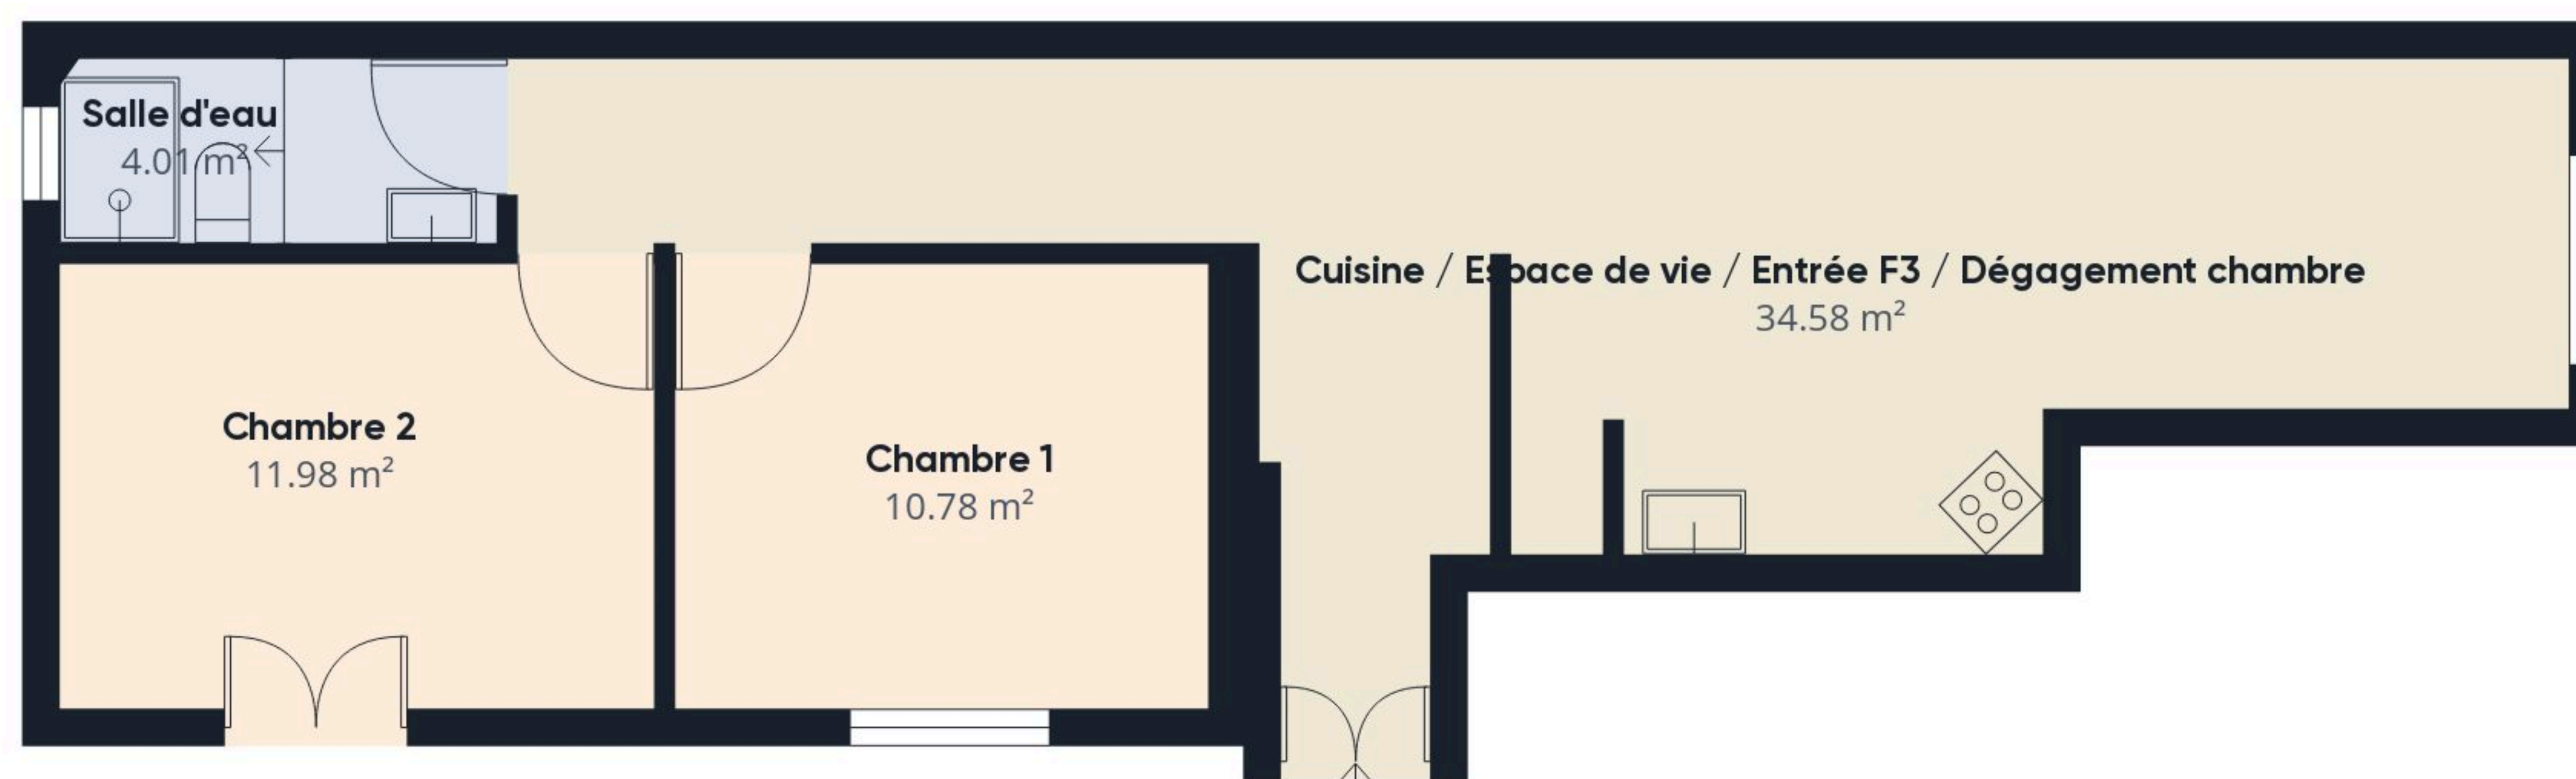 Salle d'eau
4.01 m²
Cuisine / Espace de vie / Entrée F3 / Dégagement chambre
34.58 m²
Chambre 2
11.98 m²
Chambre 1
10.78 m²